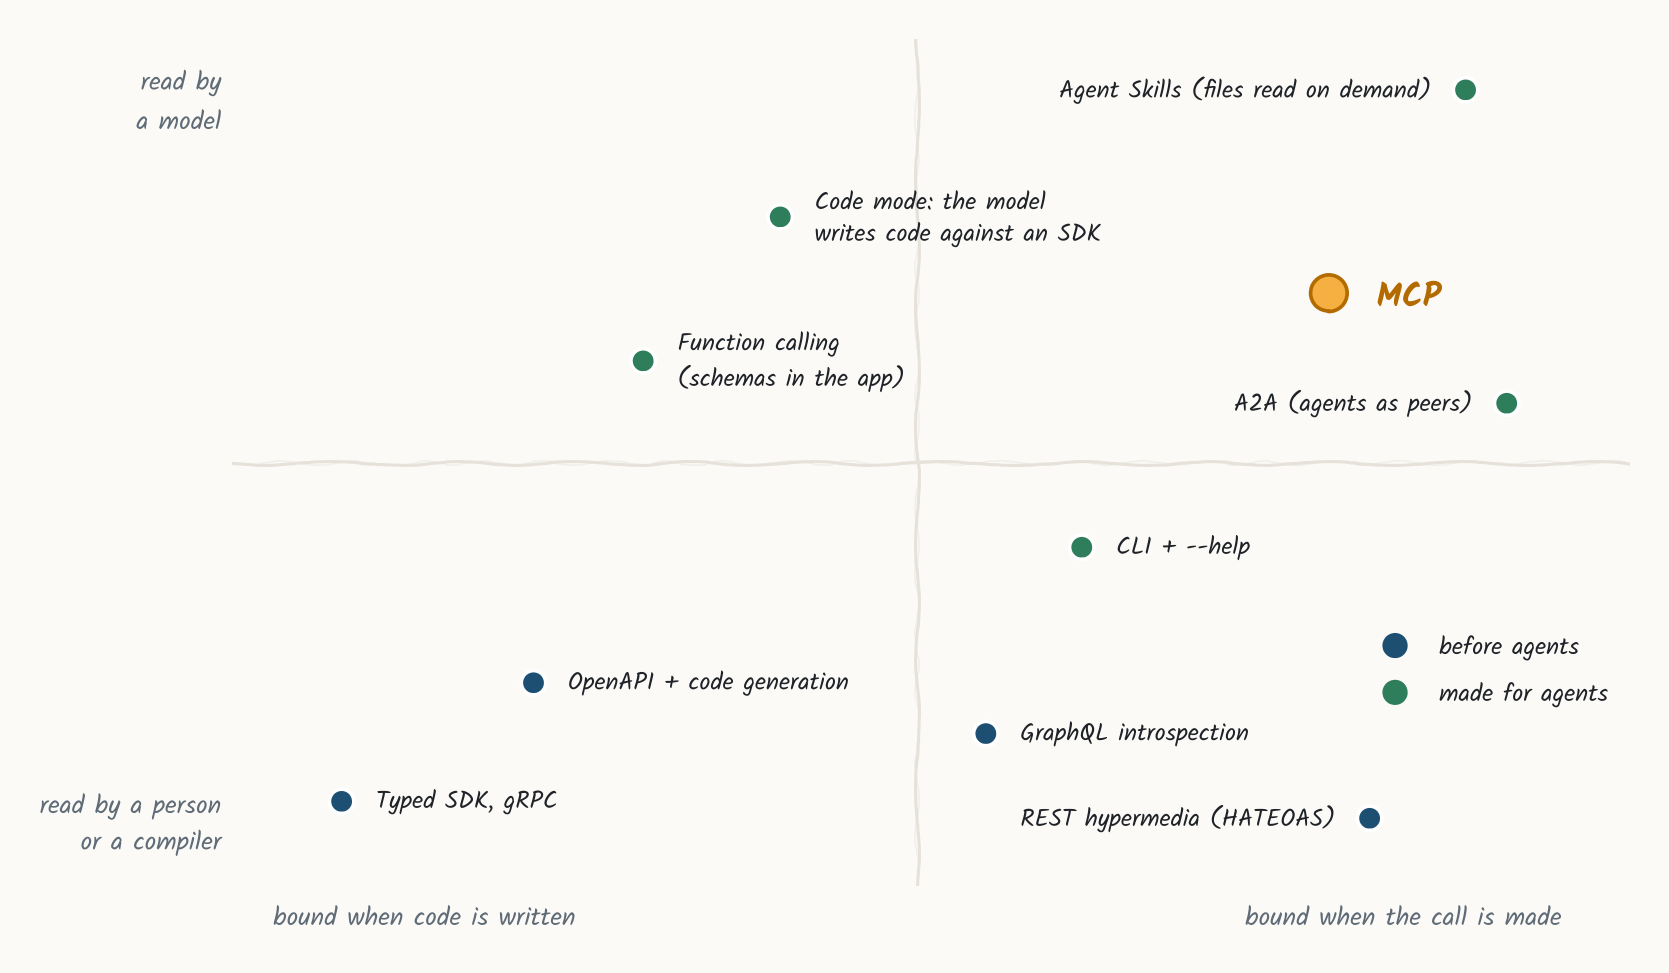 read by
a model
Agent Skills (files read on demand)
Code mode: the model
writes code against an SDK
MCP
Function calling
(schemas in the app)
A2A (agents as peers)
CLI + --help
before agents
made for agents
OpenAPI + code generation
GraphQL introspection
Typed SDK, gRPC
REST hypermedia (HATEOAS)
read by a person
or a compiler
bound when code is written
bound when the call is made